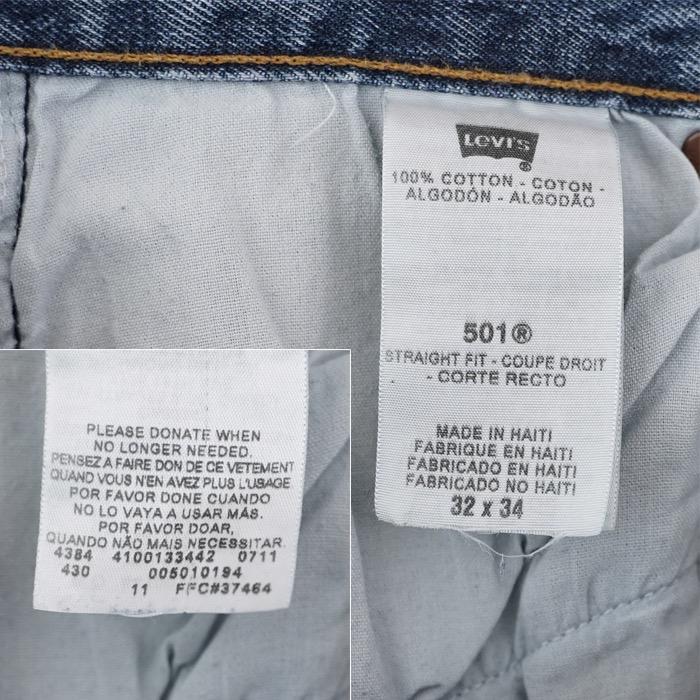 LEVI'S®
100% COTTON - COTON -
ALGODÓN - ALGODÃO
501®
STRAIGHT FIT - COUPE DROIT
- CORTE RECTO
MADE IN HAITI
FABRIQUE EN HAITI
FABRICADO EN HAITI
FABRICADO NO HAITI
32 x 34
PLEASE DONATE WHEN
NO LONGER NEEDED.
PENSEZ A FAIRE DON DE CE VETEMENT
QUAND VOUS N'EN AVEZ PLUS L'USAGE
POR FAVOR DONE CUANDO
NO LO VAYA A USAR MÁS.
POR FAVOR DOAR,
QUANDO NÃO MAIS NECESSITAR.
4384 4100133442 0711
430 005010194
11 FFC#37464